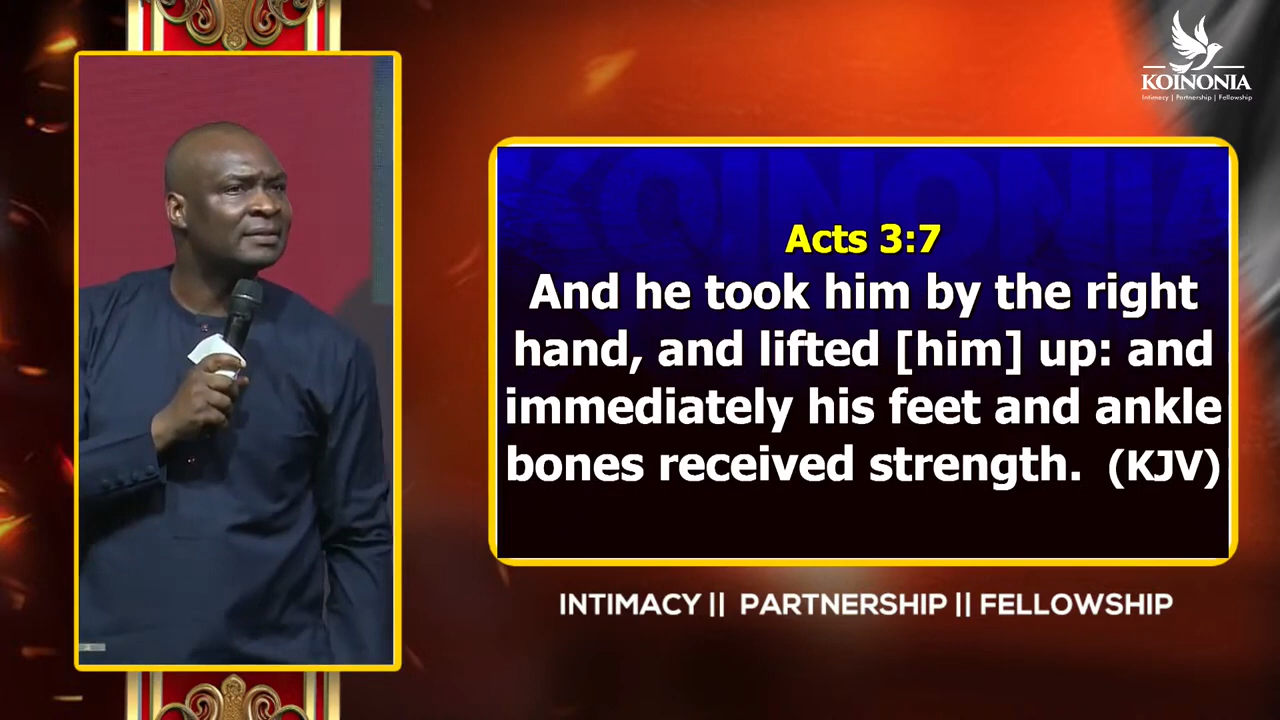 KOINONIA
Intimacy | Partnership | Fellowship
KOINONIA
Acts 3:7
And he took him by the right
hand, and lifted [him] up: and
immediately his feet and ankle
bones received strength. (KJV)
INTIMACY || PARTNERSHIP || FELLOWSHIP